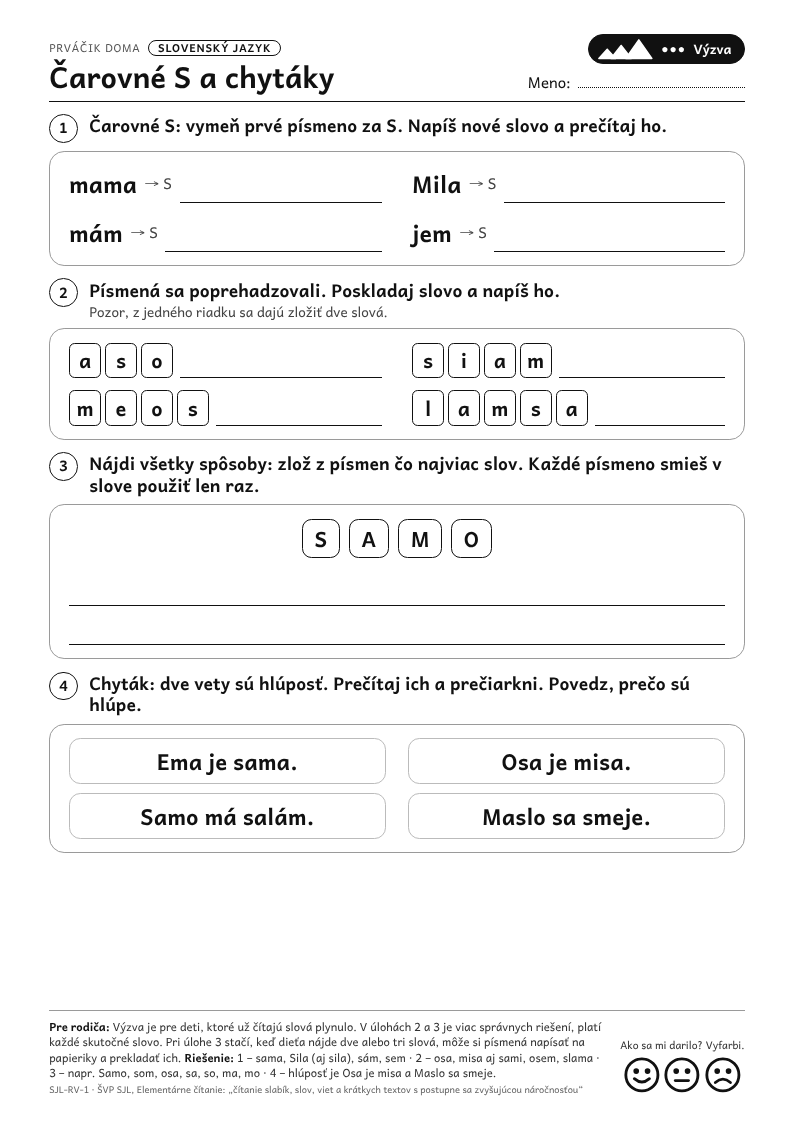 PRVÁČIK DOMA SLOVENSKÝ JAZYK
Výzva
Čarovné S a chytáky
Meno:
1 Čarovné S: vymeň prvé písmeno za S. Napíš nové slovo a prečítaj ho.
mama → S Mila → S
mám → S jem → S
2 Písmená sa poprehadzovali. Poskladaj slovo a napíš ho.
Pozor, z jedného riadku sa dajú zložiť dve slová.
a s o s i a m
m e o s l a m s a
3 Nájdi všetky spôsoby: zlož z písmen čo najviac slov. Každé písmeno smieš v
slove použiť len raz.
S A M O
4 Chyták: dve vety sú hlúposť. Prečítaj ich a prečiarkni. Povedz, prečo sú
hlúpe.
Ema je sama. Osa je misa.
Samo má salám. Maslo sa smeje.
Pre rodiča: Výzva je pre deti, ktoré už čítajú slová plynulo. V úlohách 2 a 3 je viac správnych riešení, platí
každé skutočné slovo. Pri úlohe 3 stačí, keď dieťa nájde dve alebo tri slová, môže si písmená napísať na
papieriky a prekladať ich. Riešenie: 1 – sama, Sila (aj sila), sám, sem · 2 – osa, misa aj sami, osem, slama ·
3 – napr. Samo, som, osa, sa, so, ma, mo · 4 – hlúposť je Osa je misa a Maslo sa smeje.
SJL-RV-1 · ŠVP SJL, Elementárne čítanie: „čítanie slabík, slov, viet a krátkych textov s postupne sa zvyšujúcou náročnosťou“
Ako sa mi darilo? Vyfarbi.